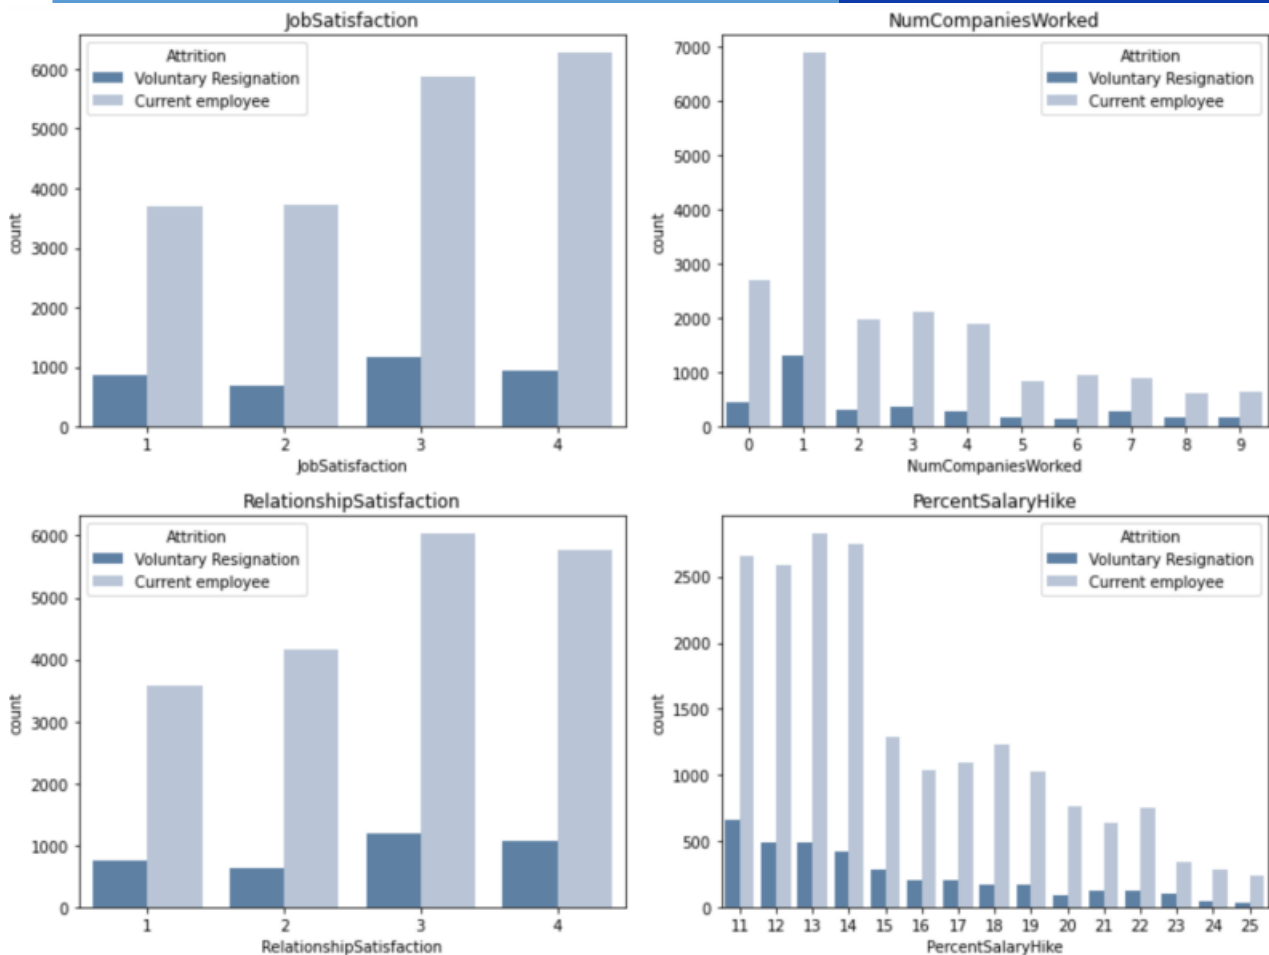 JobSatisfaction
Attrition
Voluntary Resignation
Current employee
6000
5000
4000
3000
2000
1000
0
count
1 2 3 4
JobSatisfaction
NumCompaniesWorked
Attrition
Voluntary Resignation
Current employee
7000
6000
5000
4000
3000
2000
1000
0
count
0 1 2 3 4 5 6 7 8 9
NumCompaniesWorked
RelationshipSatisfaction
Attrition
Voluntary Resignation
Current employee
6000
5000
4000
3000
2000
1000
0
count
1 2 3 4
RelationshipSatisfaction
PercentSalaryHike
Attrition
Voluntary Resignation
Current employee
2500
2000
1500
1000
500
0
count
11 12 13 14 15 16 17 18 19 20 21 22 23 24 25
PercentSalaryHike